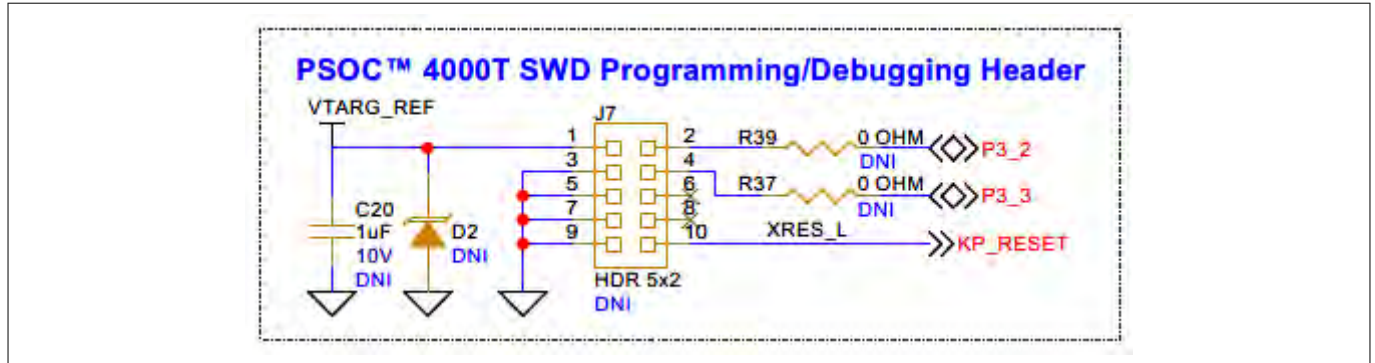 PSOC™ 4000T SWD Programming/Debugging Header
VTARG_REF
J7
1 2 R39 0 OHM P3_2
DNI
3 4
5 6 R37 0 OHM P3_3
DNI
7 8
9 10 XRES_L KP_RESET
C20
1uF
10V
DNI
D2
DNI
HDR 5x2
DNI